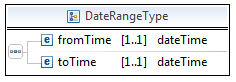 DateRangeType
e fromTime [1..1] dateTime
e toTime [1..1] dateTime